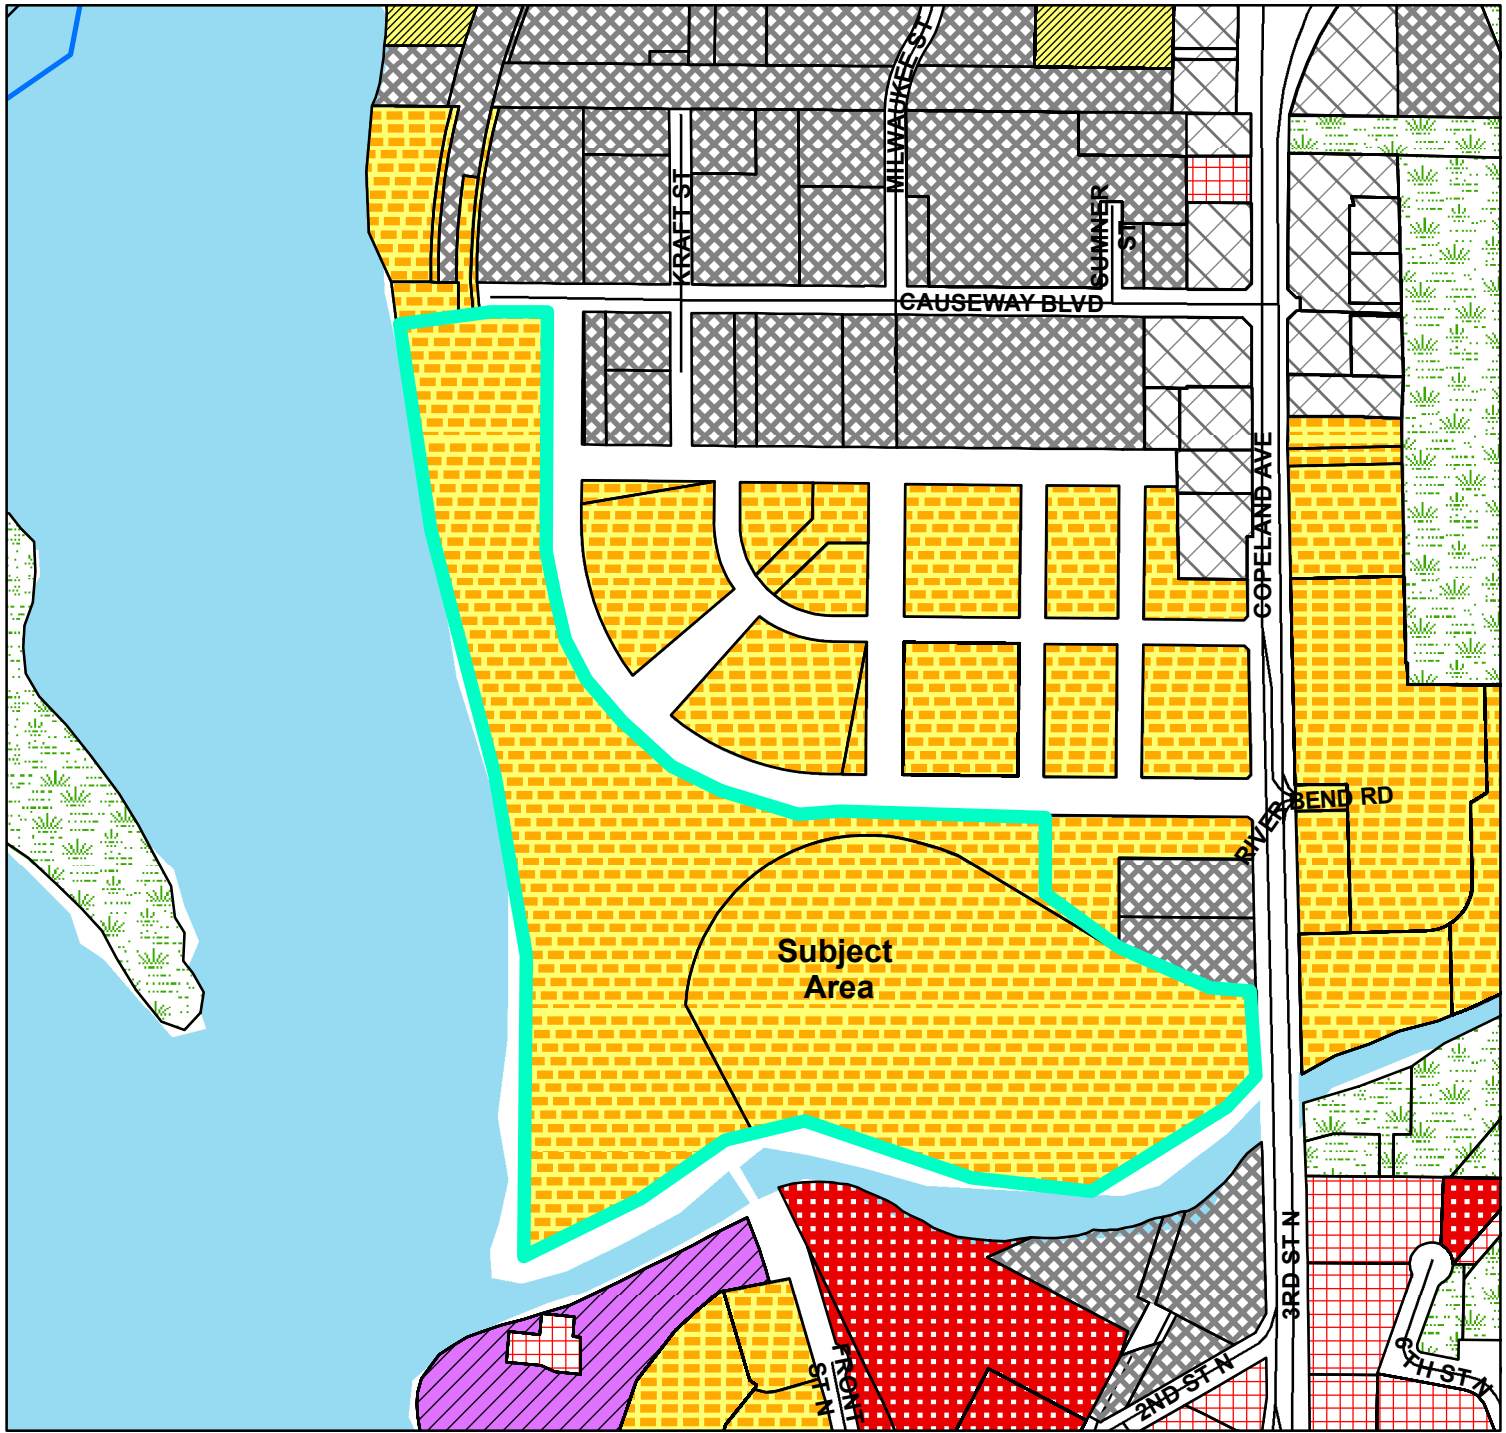 MILWAUKEE ST
KRAFT ST
SUMNER
ST
CAUSEWAY BLVD
COPELAND AVE
RIVER BEND RD
Subject
Area
3RD ST N
FRONT
ST N
2ND ST N
6TH ST N